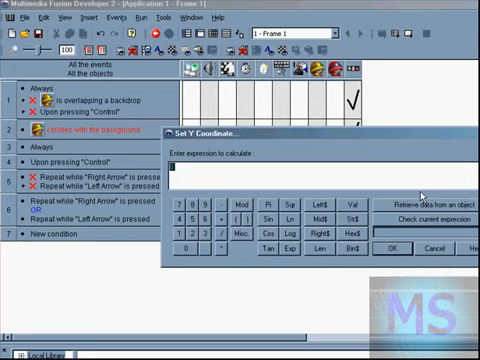 Multimedia Fusion Developer 2 - [Application 1 - Frame 1]
File Edit View Insert Events Run Tools Window Help
100
1 - Frame 1
All the events
All the objects
1
Always
X is overlapping a backdrop
X Upon pressing "Control"
2
collides with the background
3
Always
4
Upon pressing "Control"
5
X Repeat while "Right Arrow" is pressed
X Repeat while "Left Arrow" is pressed
6
Repeat while "Right Arrow" is pressed
OR
Repeat while "Left Arrow" is pressed
7
New condition
Set Y Coordinate...
Enter expression to calculate :
0
7 8 9 - Mod Pi Sqr Left$ Val Retrieve data from an object
4 5 6 + ( ) Sin Ln Mid$ Str$ Check current expression
1 2 3 / Misc. Cos Log Right$ Hex$
0 . * Tan Exp Len Bin$ OK Cancel He
MS
Local Library